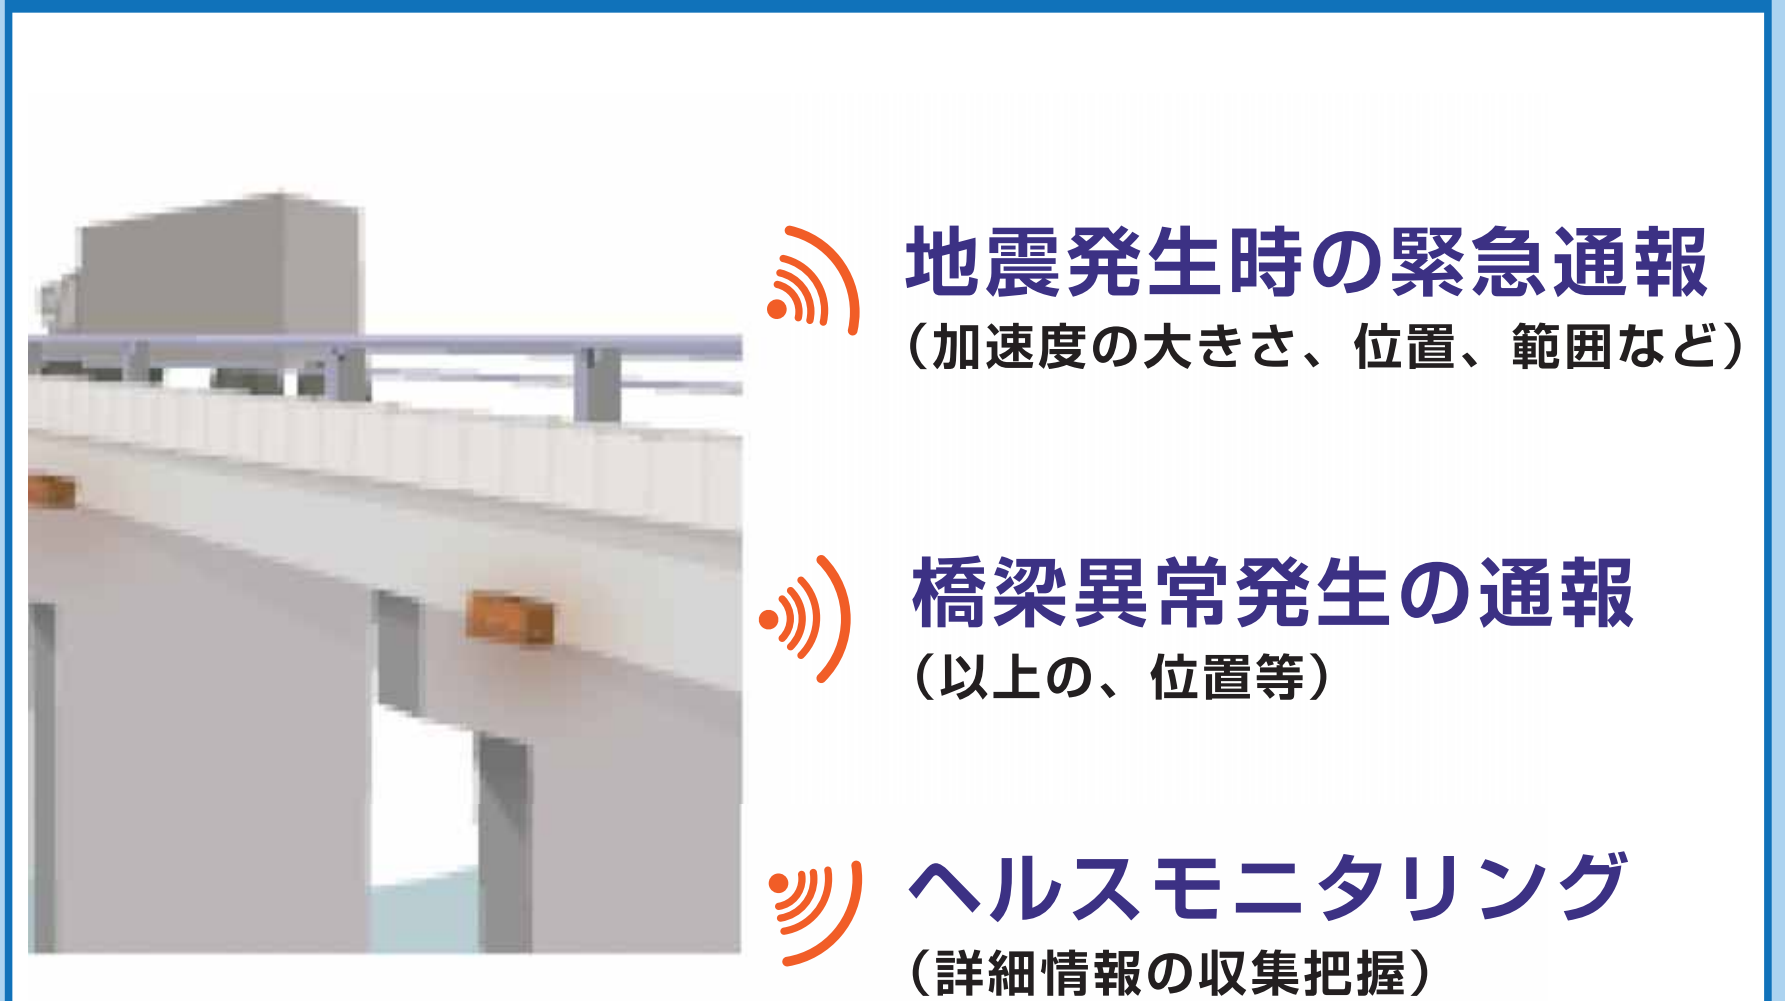 地震発生時の緊急通報
（加速度の大きさ、位置、範囲など）
橋梁異常発生の通報
（以上の、位置等）
ヘルスモニタリング
（詳細情報の収集把握）